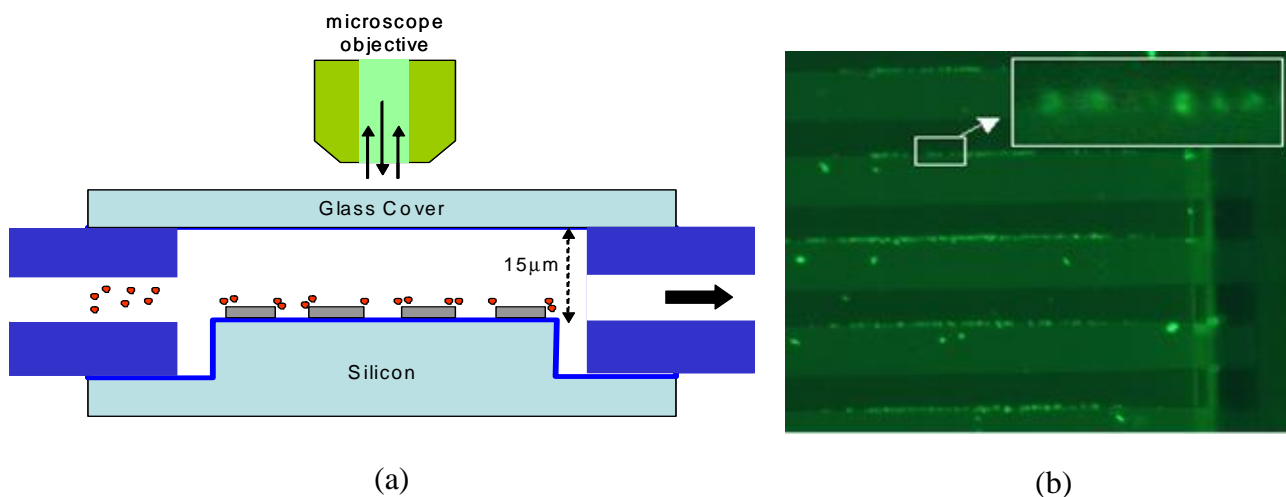 microscope
objective
Glass Cover
15μm
Silicon
(a)
(b)